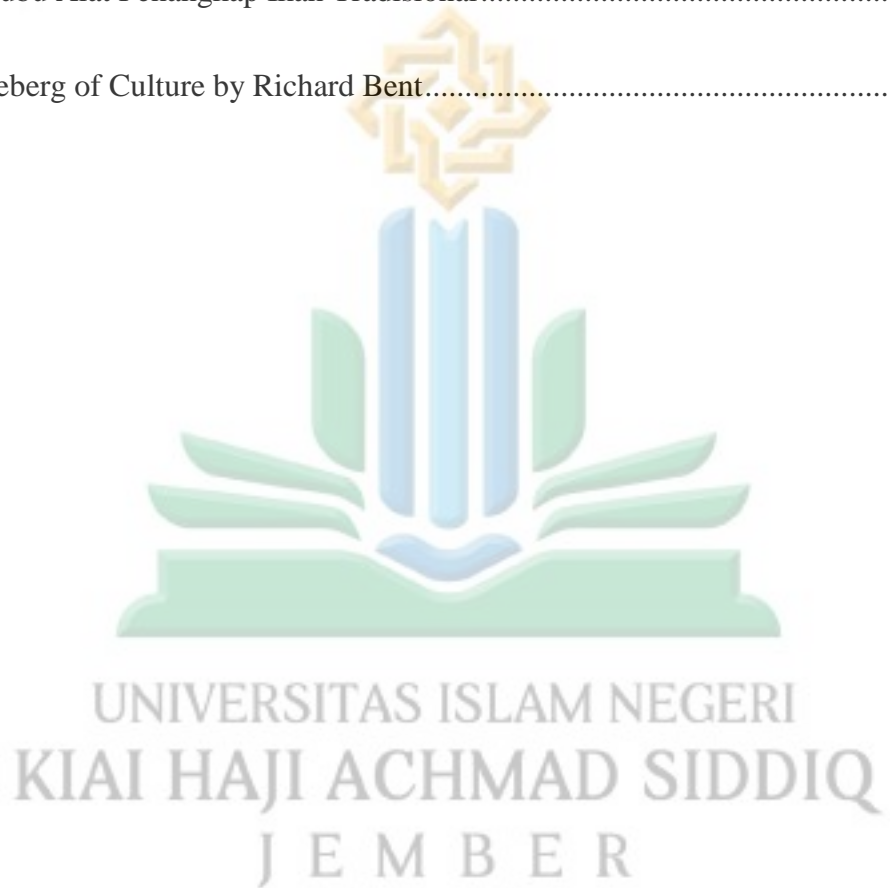 eberg of Culture by Richard Bent..........................................................
UNIVERSITAS ISLAM NEGERI
KIAI HAJI ACHMAD SIDDIQ
J E M B E R